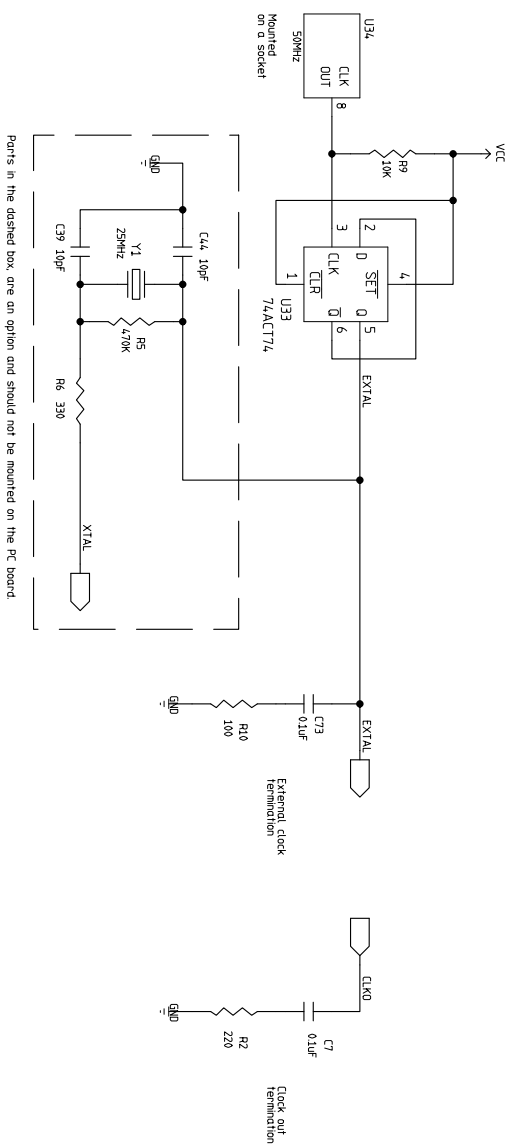 U34
50MHz
CLK
OUT
8
Mounted
on a socket
VCC
R9
10K
3
2
D
CLK
SET
4
CLR
1
Q
Q
6
5
U33
74ACT74
EXTAL
GND
C44 10pF
C39 10pF
Y1
25MHz
R5
470K
R6 330
XTAL
Parts in the dashed box, are an option and should not be mounted on the PC board.
EXTAL
C73
0.1uF
R10
100
GND
External clock
termination
CLKO
C7
0.1uF
R2
220
GND
Clock out
termination